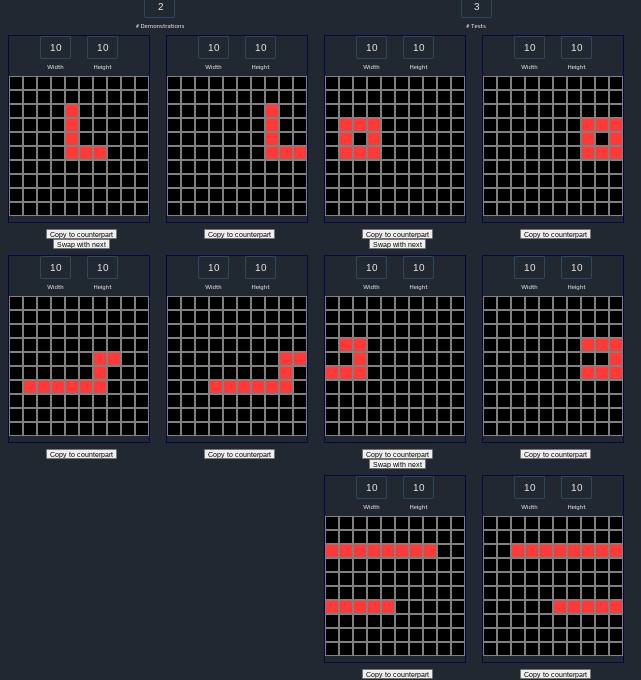 2 3
# Demonstrations # Tests
10 10 10 10 10 10 10 10
Width Height Width Height Width Height Width Height
Copy to counterpart Copy to counterpart Copy to counterpart Copy to counterpart
Swap with next Swap with next
10 10 10 10 10 10 10 10
Width Height Width Height Width Height Width Height
Copy to counterpart Copy to counterpart Copy to counterpart Copy to counterpart
Swap with next
10 10 10 10
Width Height Width Height
Copy to counterpart Copy to counterpart